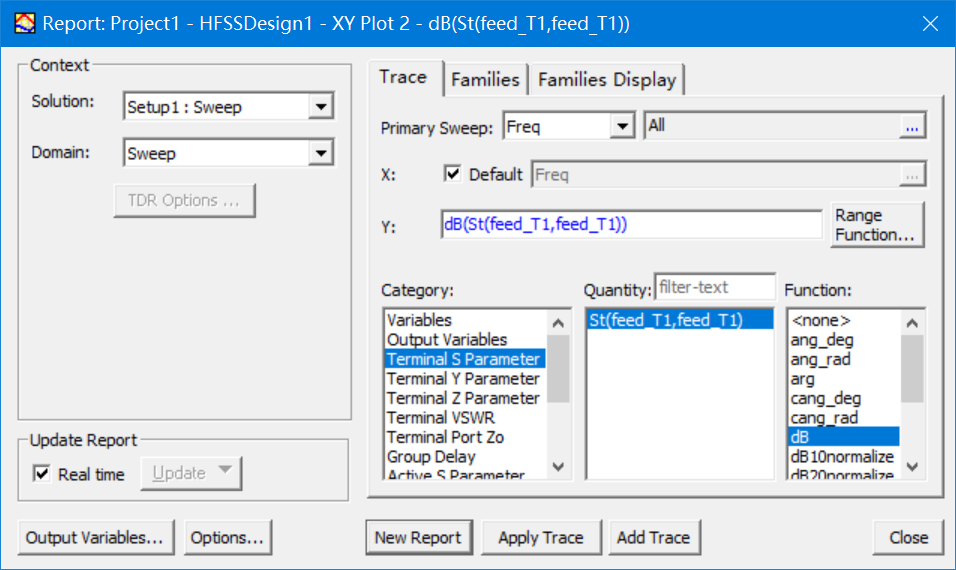 Report: Project1 - HFSSDesign1 - XY Plot 2 - dB(St(feed_T1,feed_T1))
Context
Solution: Setup1 : Sweep
Domain: Sweep
TDR Options ...
Update Report
Real time Update
Trace Families Families Display
Primary Sweep: Freq All ...
X: Default Freq ...
Y: dB(St(feed_T1,feed_T1)) Range
Function...
Category: Quantity: filter-text Function:
Variables
Output Variables
Terminal S Parameter
Terminal Y Parameter
Terminal Z Parameter
Terminal VSWR
Terminal Port Zo
Group Delay
Active S Parameter
St(feed_T1,feed_T1)
<none>
ang_deg
ang_rad
arg
cang_deg
cang_rad
dB
dB10normalize
dB20normalize
Output Variables... Options... New Report Apply Trace Add Trace Close